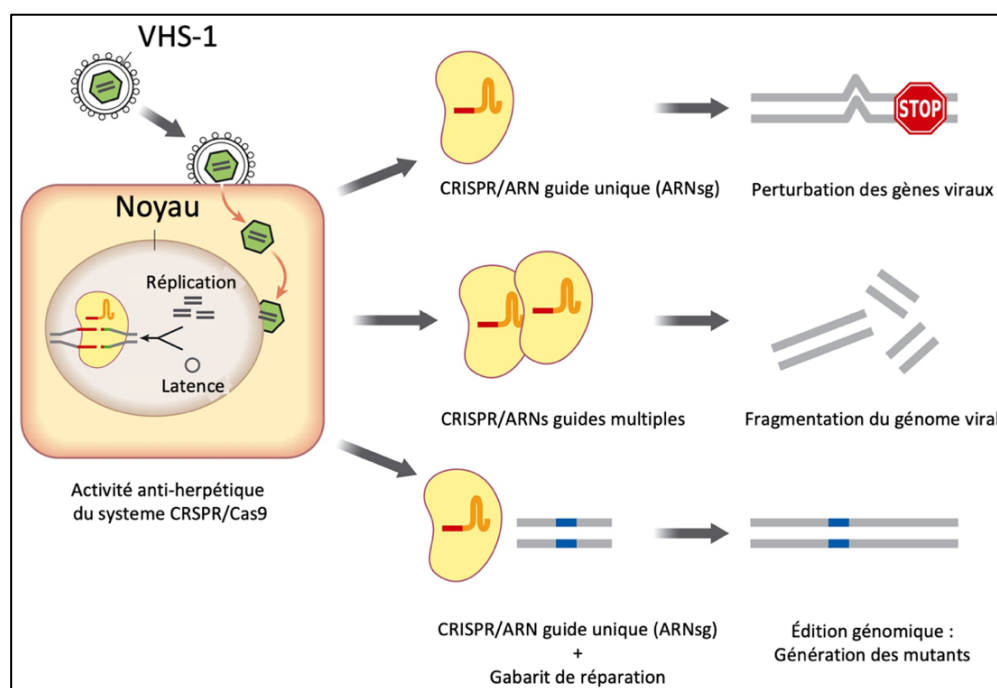 VHS-1
Noyau
Réplication
Latence
Activité anti-herpétique
du systeme CRSPR/Cas9
CRISPR/ARN guide unique (ARNsg)
STOP
Perturbation des gènes viraux
CRISPR/ARNs guides multiples
Fragmentation du génome viral
CRISPR/ARN guide unique (ARNsg)
+
Gabarit de réparation
Édition génomique :
Génération des mutants